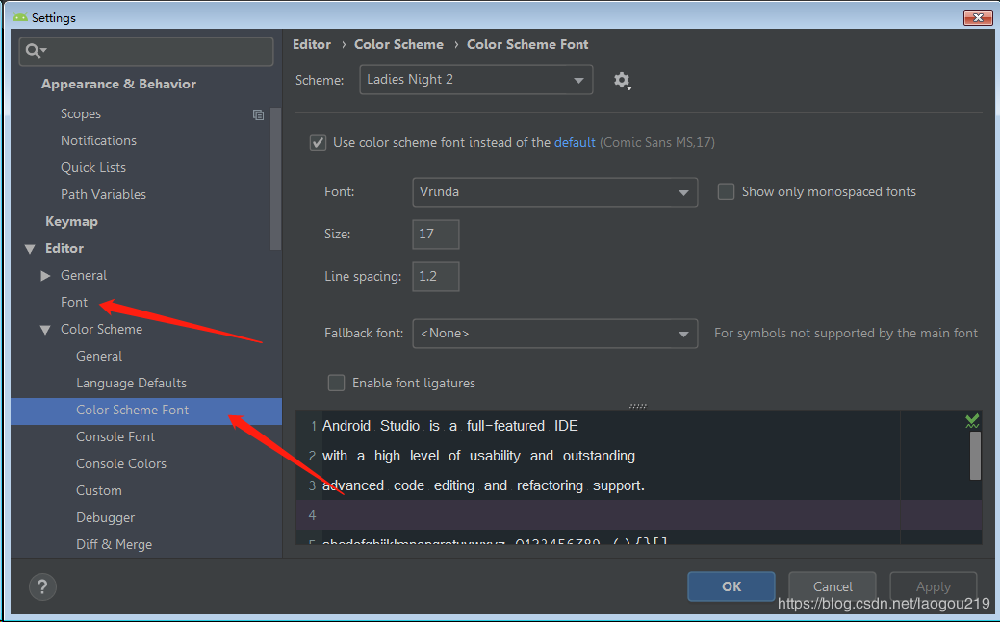 Settings
Appearance & Behavior
Scopes
Notifications
Quick Lists
Path Variables
Keymap
Editor
General
Font
Color Scheme
General
Language Defaults
Color Scheme Font
Console Font
Console Colors
Custom
Debugger
Diff & Merge
Editor › Color Scheme › Color Scheme Font
Scheme: Ladies Night 2
Use color scheme font instead of the default (Comic Sans MS,17)
Font: Vrinda Show only monospaced fonts
Size: 17
Line spacing: 1.2
Fallback font: <None> For symbols not supported by the main font
Enable font ligatures
1 Android Studio is a full-featured IDE
2 with a high level of usability and outstanding
3 advanced code editing and refactoring support.
4
5 abcdefghijklmnopqrstuvwxyz 0123456789 (){}[]
? OK Cancel Apply
https://blog.csdn.net/laogou219